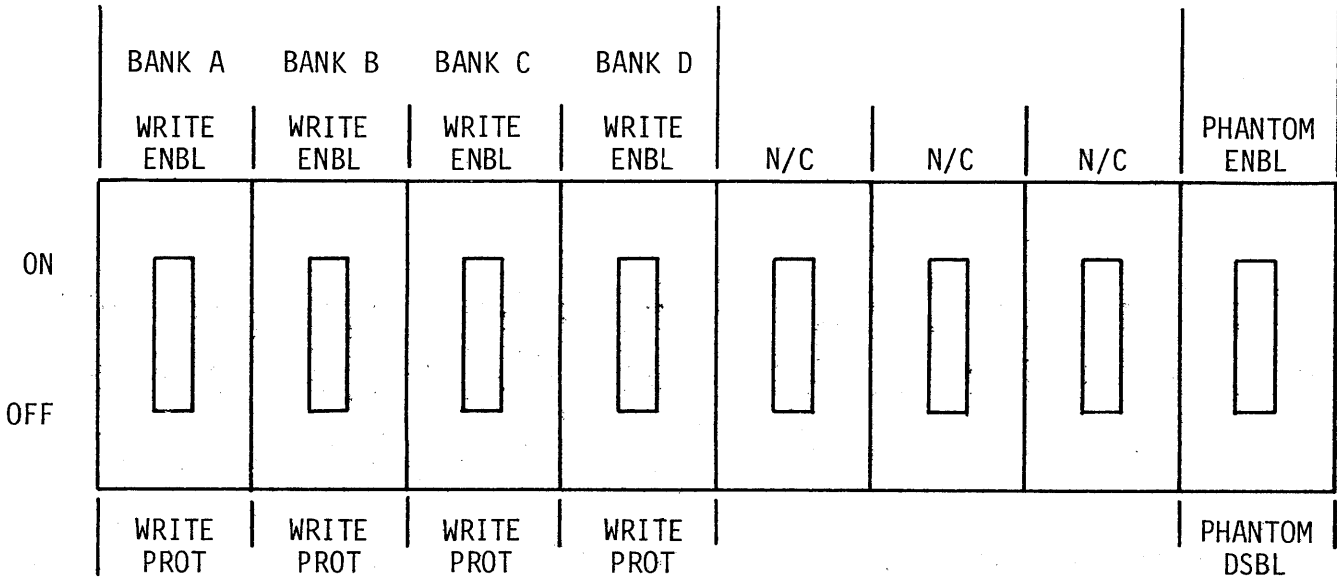 BANK A BANK B BANK C BANK D
WRITE WRITE WRITE WRITE PHANTOM
ENBL ENBL ENBL ENBL N/C N/C N/C ENBL
ON
OFF
WRITE WRITE WRITE WRITE PHANTOM
PROT PROT PROT PROT DSBL